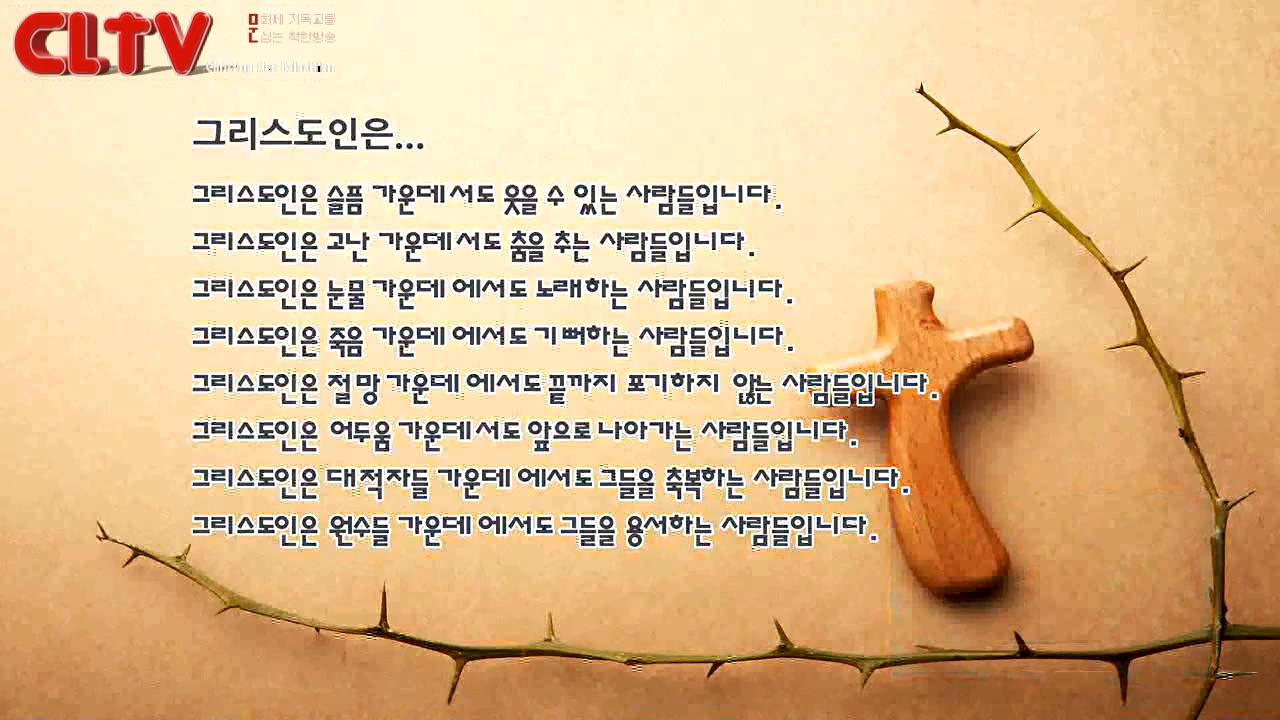 CLTV
그리스도인은...
그리스도인은 슬픔 가운데서도 웃을 수 있는 사람들입니다.
그리스도인은 고난 가운데서도 춤을 추는 사람들입니다.
그리스도인은 눈물 가운데 에서도 노래하는 사람들입니다.
그리스도인은 죽음 가운데 에서도 기뻐하는 사람들입니다.
그리스도인은 절망 가운데 에서도 끝까지 포기하지 않는 사람들입니다.
그리스도인은 어두움 가운데서도 앞으로 나아가는 사람들입니다.
그리스도인은 대적자들 가운데 에서도 그들을 축복하는 사람들입니다.
그리스도인은 원수들 가운데 에서도 그들을 용서하는 사람들입니다.